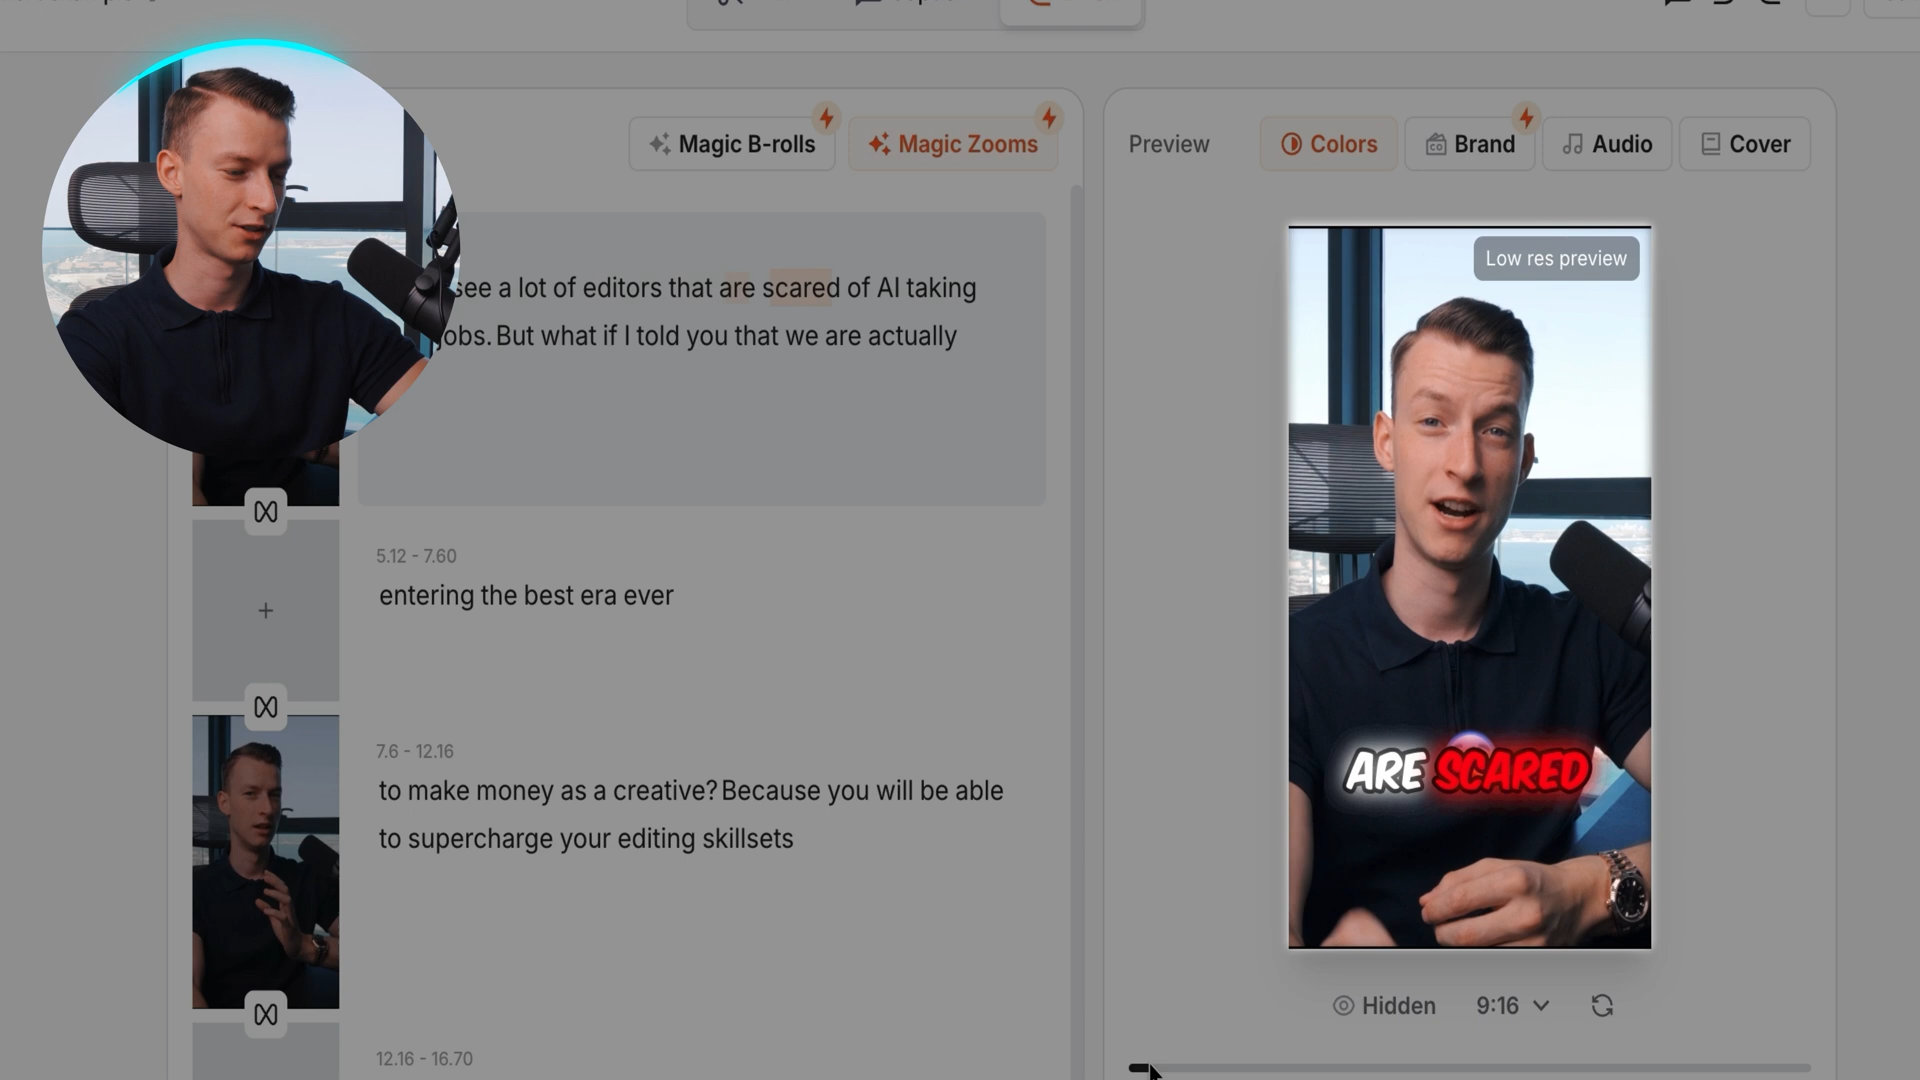 Magic B-rolls
Magic Zooms
Preview
Colors
Brand
Audio
Cover
Low res preview
see a lot of editors that are scared of AI taking
jobs. But what if I told you that we are actually
5.12 - 7.60
entering the best era ever
7.6 - 12.16
to make money as a creative? Because you will be able
to supercharge your editing skillsets
12.16 - 16.70
ARE SCARED
Hidden
9:16